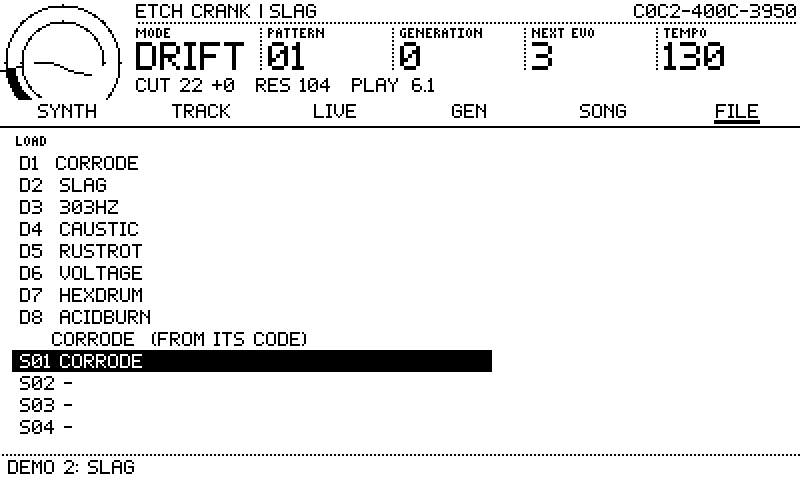 ETCH CRANK | SLAG C0C2-400C-3950
MODE PATTERN GENERATION NEXT EVO TEMPO
DRIFT 01 0 3 130
CUT 22 +0 RES 104 PLAY 6.1
SYNTH TRACK LIVE GEN SONG FILE
LOAD
D1 CORRODE
D2 SLAG
D3 303HZ
D4 CAUSTIC
D5 RUSTROT
D6 VOLTAGE
D7 HEXDRUM
D8 ACIDBURN
CORRODE (FROM ITS CODE)
S01 CORRODE
S02 -
S03 -
S04 -
DEMO 2: SLAG